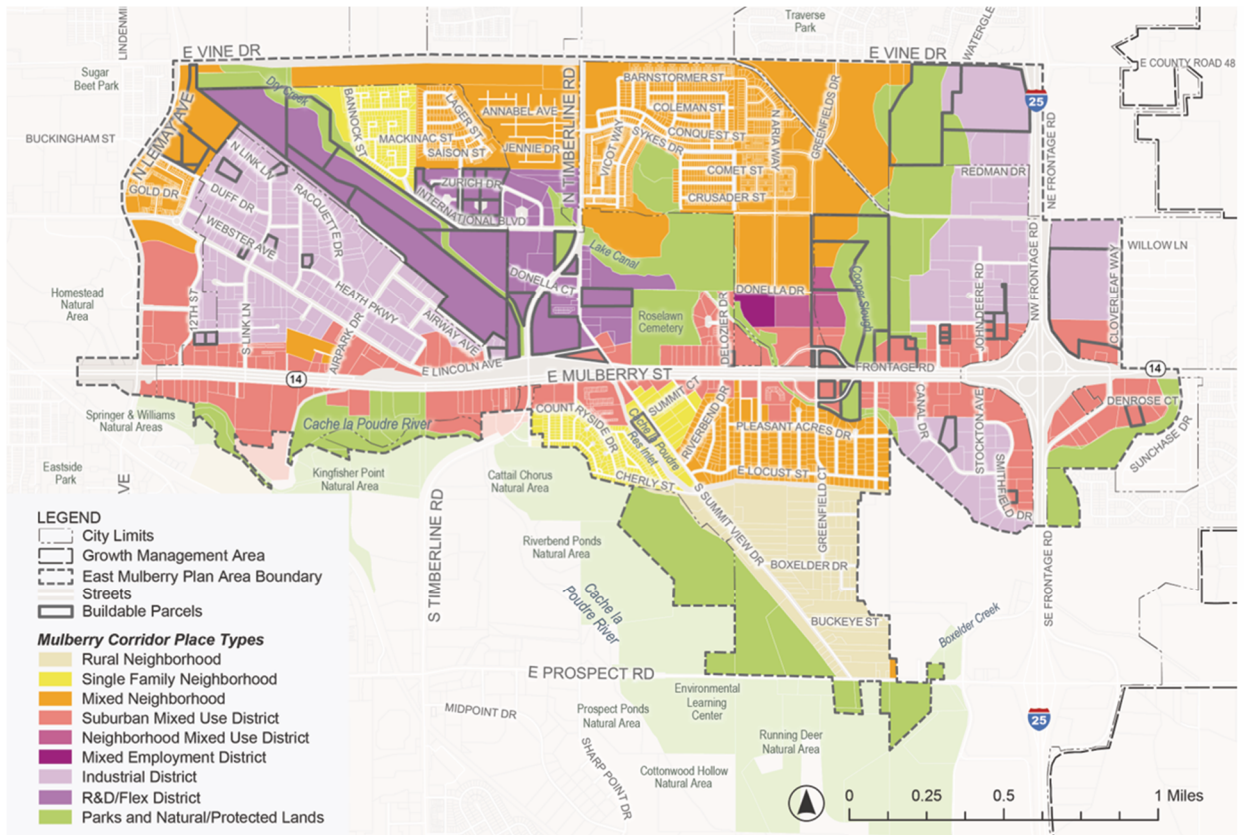 LINDENMI
Traverse
Park
WATERGLE
E VINE DR
E VINE DR
E COUNTY ROAD 48
Sugar
Beet Park
N LEMAY AVE
Dry Creek
BANNOCK ST
LAGER ST
ANNABEL AVE
MACKINAC ST
SAISON ST
JENNIE DR
N TIMBERLINE RD
BARNSTORMER ST
COLEMAN ST
CONQUEST ST
SYKES DR
VICOT WAY
COMET ST
CRUSADER ST
N ARIA WAY
GREENFIELDS DR
25
NE FRONTAGE RD
BUCKINGHAM ST
N LINK LN
ZURICH DR
INTERNATIONAL BLVD
REDMAN DR
GOLD DR
DUFF DR
RACQUETTE DR
WEBSTER AVE
Lake Canal
WILLOW LN
Homestead
Natural
Area
12TH ST
S LINK LN
HEATH PKWY
AIRPARK DR
AIRWAY AVE
DONELLA CT
DONELLA DR
Cooper Slough
JOHN DEERE RD
NW FRONTAGE RD
CLOVERLEAF WAY
Roselawn
Cemetery
DELOZIER DR
E LINCOLN AVE
14
E MULBERRY ST
FRONTAGE RD
14
Springer & Williams
Natural Areas
Cache la Poudre River
COUNTRYSIDE DR
SUMMIT CT
Cache la Poudre
Res Inlet
RIVERBEND DR
PLEASANT ACRES DR
CANAL DR
STOCKTON AVE
DENROSE CT
SUNCHASE DR
Eastside
Park
VE
Kingfisher Point
Natural Area
Cattail Chorus
Natural Area
CHERLY ST
E LOCUST ST
GREENFIELD CT
SMITHFIELD DR
S TIMBERLINE RD
S SUMMIT VIEW DR
Riverbend Ponds
Natural Area
BOXELDER DR
SE FRONTAGE RD
Cache la
Poudre River
BUCKEYE ST
Boxelder Creek
E PROSPECT RD
MIDPOINT DR
Prospect Ponds
Natural Area
Environmental
Learning
Center
Running Deer
Natural Area
25
SHARP POINT DR
Cottonwood Hollow
Natural Area
LEGEND
City Limits
Growth Management Area
East Mulberry Plan Area Boundary
Streets
Buildable Parcels
Mulberry Corridor Place Types
Rural Neighborhood
Single Family Neighborhood
Mixed Neighborhood
Suburban Mixed Use District
Neighborhood Mixed Use District
Mixed Employment District
Industrial District
R&D/Flex District
Parks and Natural/Protected Lands
0 0.25 0.5 1 Miles